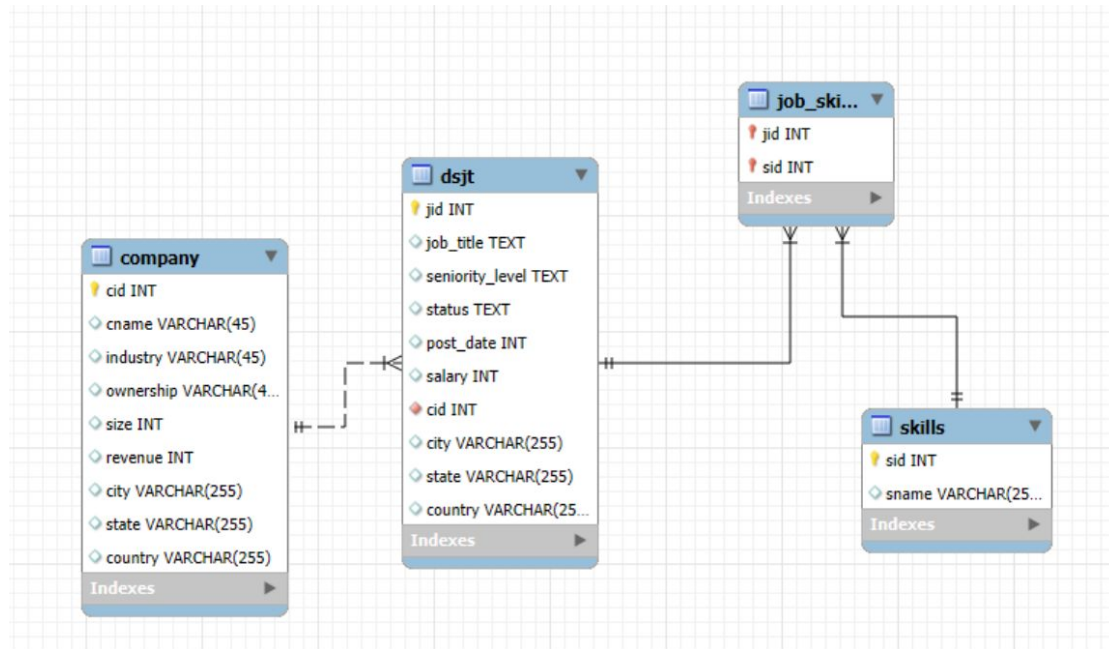 company
cid INT
cname VARCHAR(45)
industry VARCHAR(45)
ownership VARCHAR(4...
size INT
revenue INT
city VARCHAR(255)
state VARCHAR(255)
country VARCHAR(255)
Indexes
dsjt
jid INT
job_title TEXT
seniority_level TEXT
status TEXT
post_date INT
salary INT
cid INT
city VARCHAR(255)
state VARCHAR(255)
country VARCHAR(25...
Indexes
job_ski...
jid INT
sid INT
Indexes
skills
sid INT
sname VARCHAR(25...
Indexes